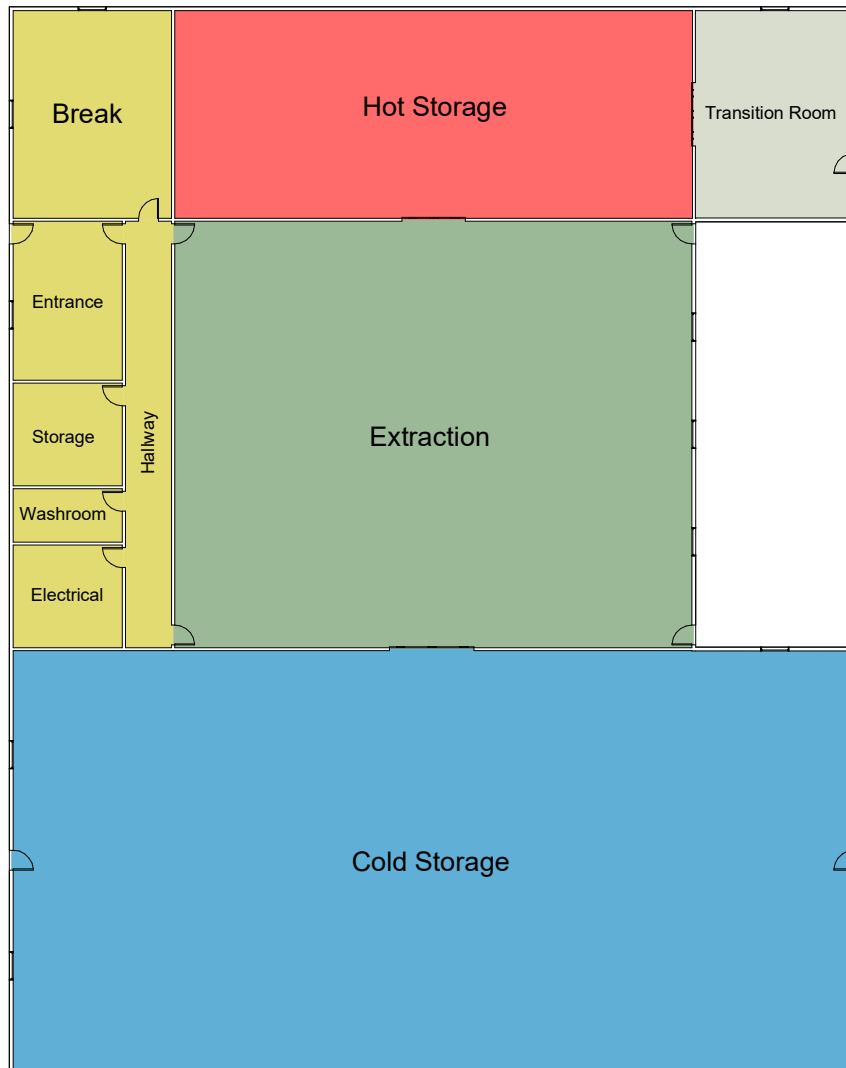 Break
Hot Storage
Transition Room
Entrance
Storage
Hallway
Extraction
Washroom
Electrical
Cold Storage